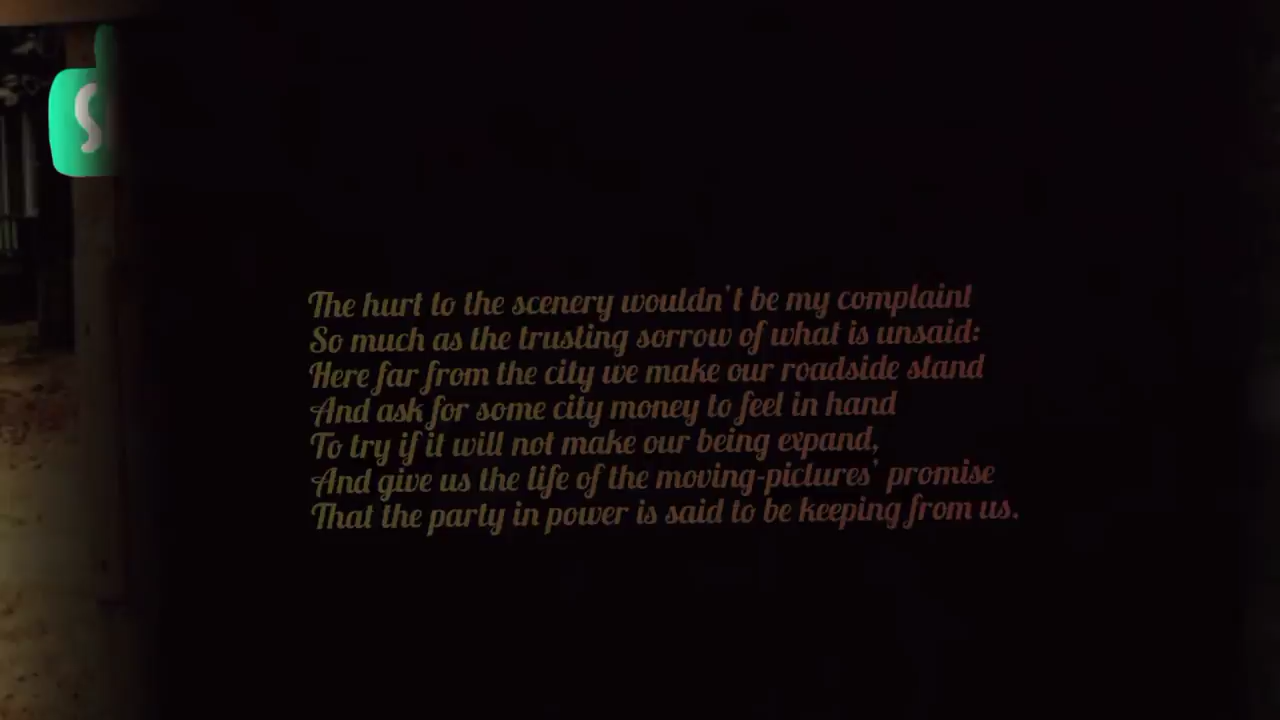 S
The hurt to the scenery wouldn't be my complaint
So much as the trusting sorrow of what is unsaid:
Here far from the city we make our roadside stand
And ask for some city money to feel in hand
To try if it will not make our being expand,
And give us the life of the moving-pictures' promise
That the party in power is said to be keeping from us.